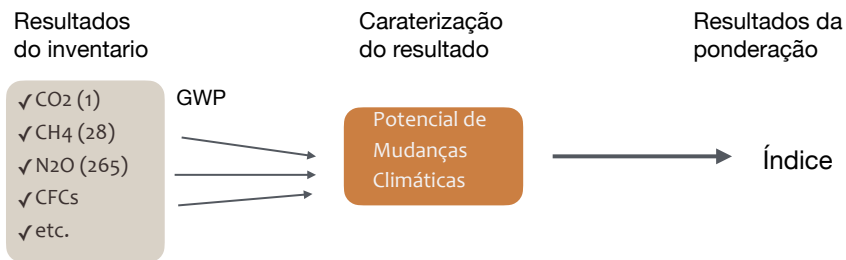 Resultados
do inventario
Caraterização
do resultado
Resultados da
ponderação
✓CO2 (1)
✓CH4 (28)
✓N2O (265)
✓CFCs
✓etc.
GWP
Potencial de
Mudanças
Climáticas
Índice